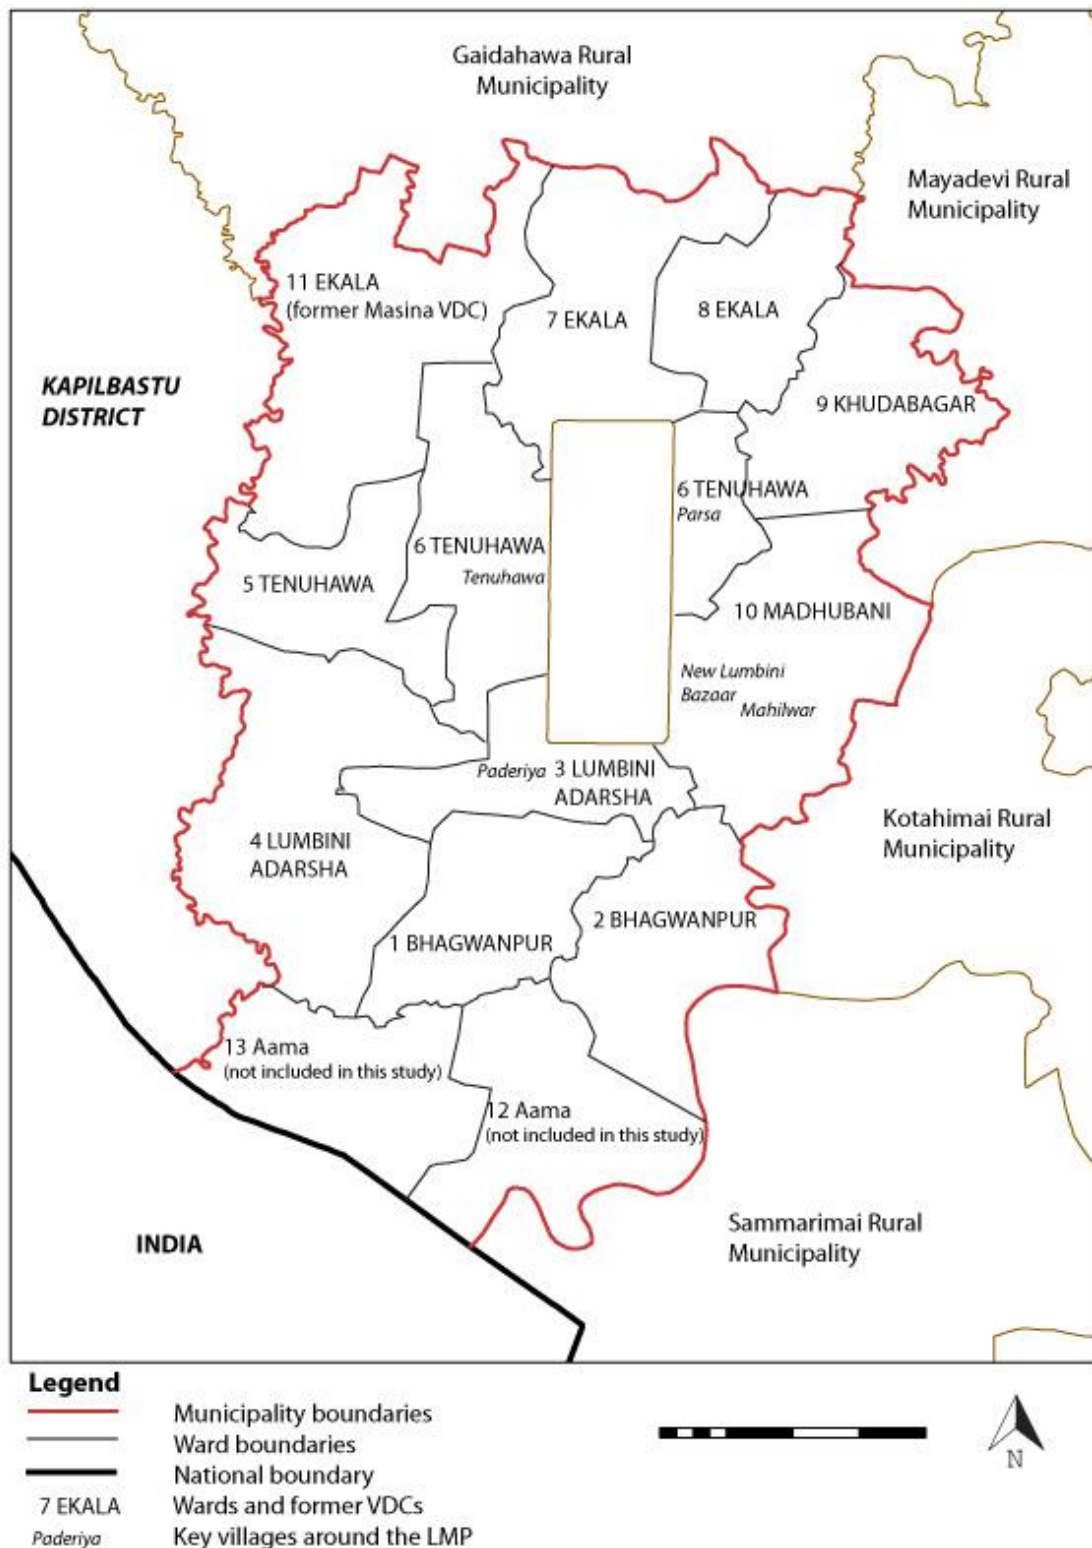 Gaidahawa Rural
Municipality
Mayadevi Rural
Municipality
11 EKALA
(former Masina VDC)
7 EKALA
8 EKALA
KAPILBASTU
DISTRICT
9 KHUDABAGAR
6 TENUHAWA
Parsa
6 TENUHAWA
Tenuhawa
5 TENUHAWA
10 MADHUBANI
New Lumbini
Bazaar
Mahilwar
Paderiya
3 LUMBINI
ADARSHA
Kotahimai Rural
Municipality
4 LUMBINI
ADARSHA
2 BHAGWANPUR
1 BHAGWANPUR
13 Aama
(not included in this study)
12 Aama
(not included in this study)
Sammarimai Rural
Municipality
INDIA
Legend
Municipality boundaries
Ward boundaries
National boundary
7 EKALA Wards and former VDCs
Paderiya Key villages around the LMP
N